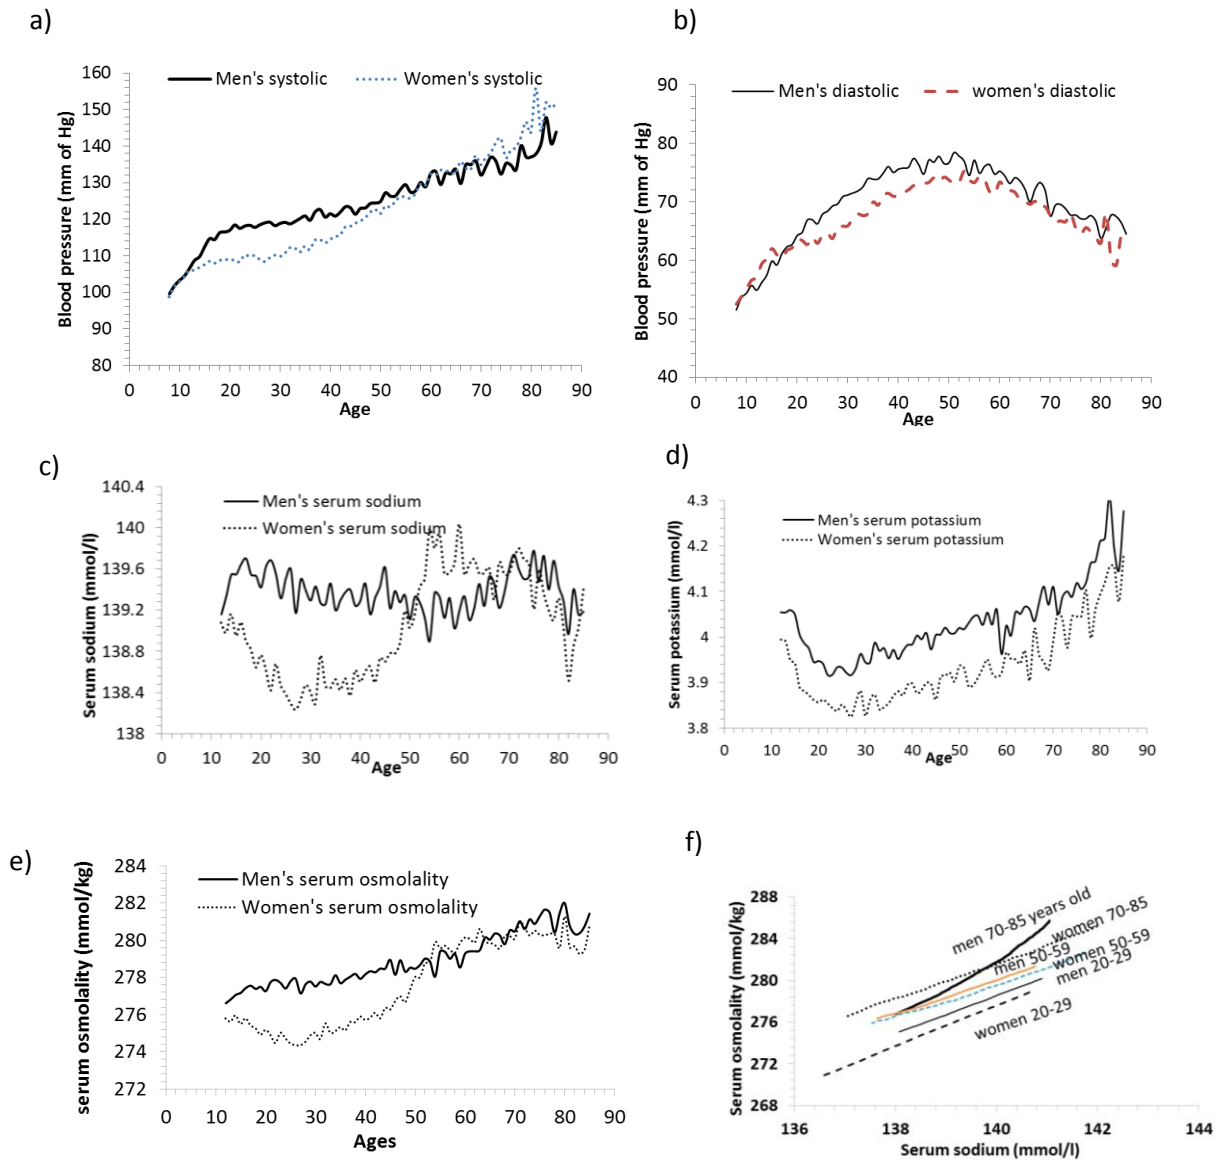 a)
160
150
140
130
120
110
100
90
80
Blood pressure (mm of Hg)
Men's systolic
Women's systolic
0 10 20 30 40 50 60 70 80 90
Age
b)
90
80
70
60
50
40
Blood pressure (mm of Hg)
Men's diastolic
women's diastolic
0 10 20 30 40 50 60 70 80 90
Age
c)
140.4
140
139.6
139.2
138.8
138.4
138
Serum sodium (mmol/l)
Men's serum sodium
Women's serum sodium
0 10 20 30 40 50 60 70 80 90
Age
d)
4.3
4.2
4.1
4
3.9
3.8
Serum potassium (mmol/l)
Men's serum potassium
Women's serum potassium
0 10 20 30 40 50 60 70 80 90
Age
e)
284
282
280
278
276
274
272
serum osmolality (mmol/kg)
Men's serum osmolality
Women's serum osmolality
0 10 20 30 40 50 60 70 80 90
Ages
f)
288
284
280
276
272
268
Serum osmolality (mmol/kg)
men 70-85 years old
women 70-85
men 50-59
women 50-59
men 20-29
women 20-29
136 138 140 142 144
Serum sodium (mmol/l)